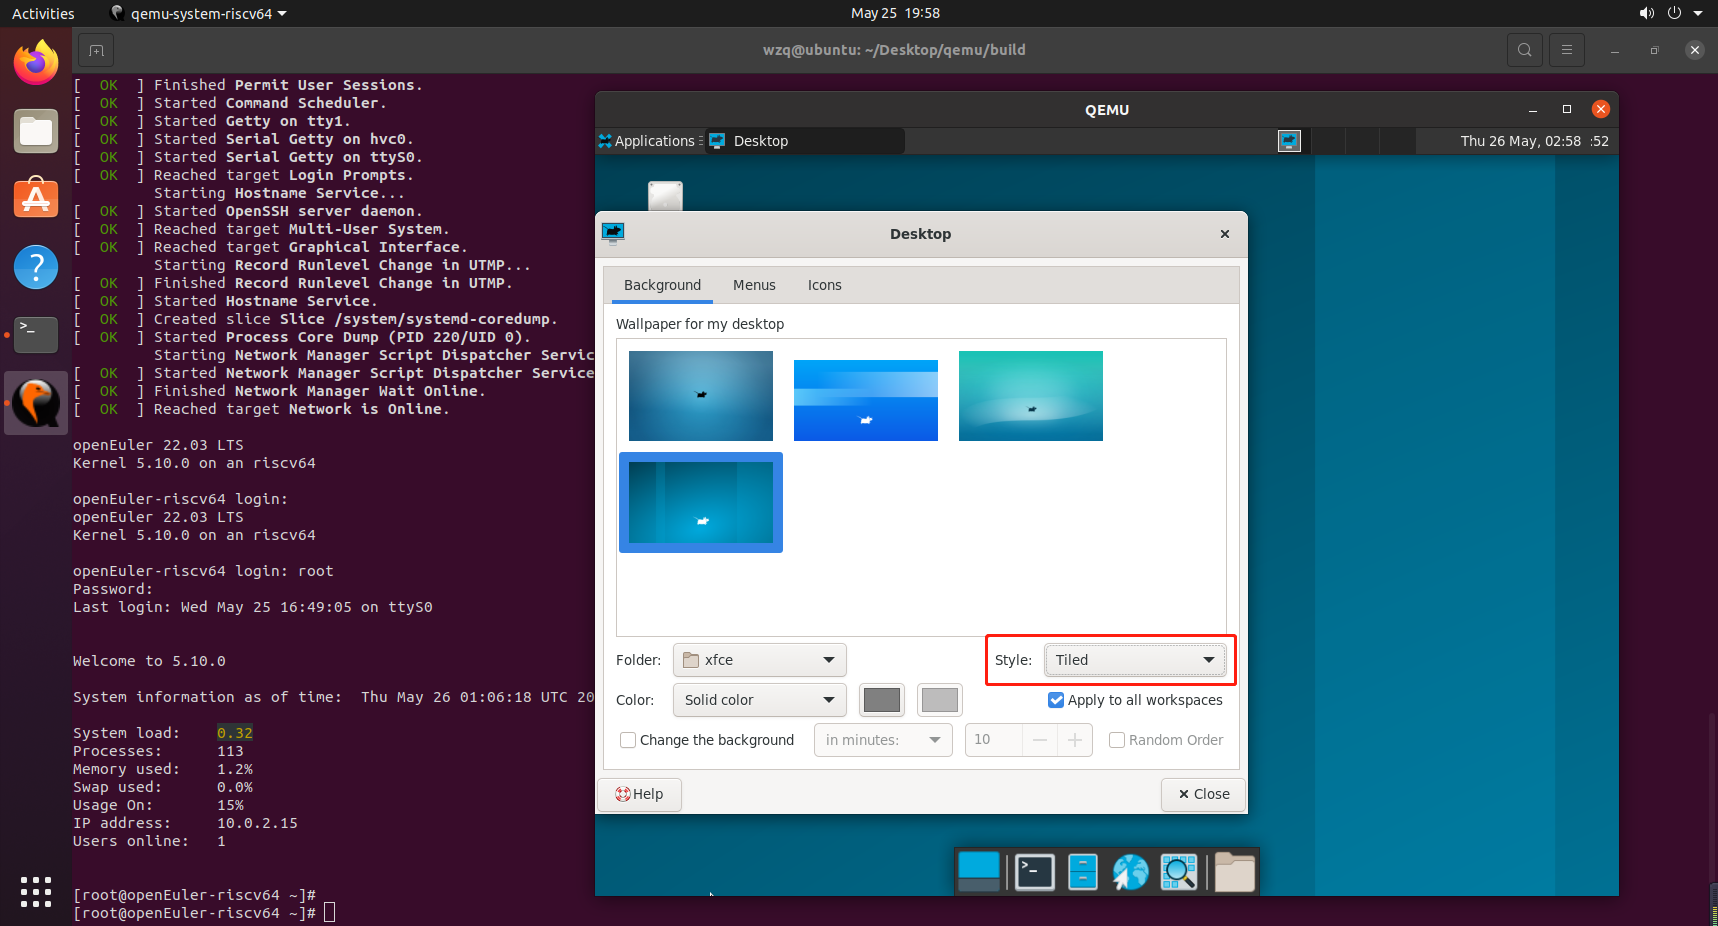 Activities
qemu-system-riscv64
May 25 19:58
wzq@ubuntu: ~/Desktop/qemu/build
[  OK  ] Finished Permit User Sessions.
[  OK  ] Started Command Scheduler.
[  OK  ] Started Getty on tty1.
[  OK  ] Started Serial Getty on hvc0.
[  OK  ] Started Serial Getty on ttyS0.
[  OK  ] Reached target Login Prompts.
         Starting Hostname Service...
[  OK  ] Started OpenSSH server daemon.
[  OK  ] Reached target Multi-User System.
[  OK  ] Reached target Graphical Interface.
         Starting Record Runlevel Change in UTMP...
[  OK  ] Finished Record Runlevel Change in UTMP.
[  OK  ] Started Hostname Service.
[  OK  ] Created slice Slice /system/systemd-coredump.
[  OK  ] Started Process Core Dump (PID 220/UID 0).
         Starting Network Manager Script Dispatcher Servic
[  OK  ] Started Network Manager Script Dispatcher Service
[  OK  ] Finished Network Manager Wait Online.
[  OK  ] Reached target Network is Online.
openEuler 22.03 LTS
Kernel 5.10.0 on an riscv64
openEuler-riscv64 login:
openEuler 22.03 LTS
Kernel 5.10.0 on an riscv64
openEuler-riscv64 login: root
Password:
Last login: Wed May 25 16:49:05 on ttyS0
Welcome to 5.10.0
System information as of time:  Thu May 26 01:06:18 UTC 20
System load:    0.32
Processes:      113
Memory used:    1.2%
Swap used:      0.0%
Usage On:       15%
IP address:     10.0.2.15
Users online:   1
[root@openEuler-riscv64 ~]#
[root@openEuler-riscv64 ~]#
QEMU
Applications
Desktop
Thu 26 May, 02:58 :52
Desktop
Background
Menus
Icons
Wallpaper for my desktop
Folder:
xfce
Style:
Tiled
Color:
Solid color
Apply to all workspaces
Change the background
in minutes:
10
Random Order
Help
Close